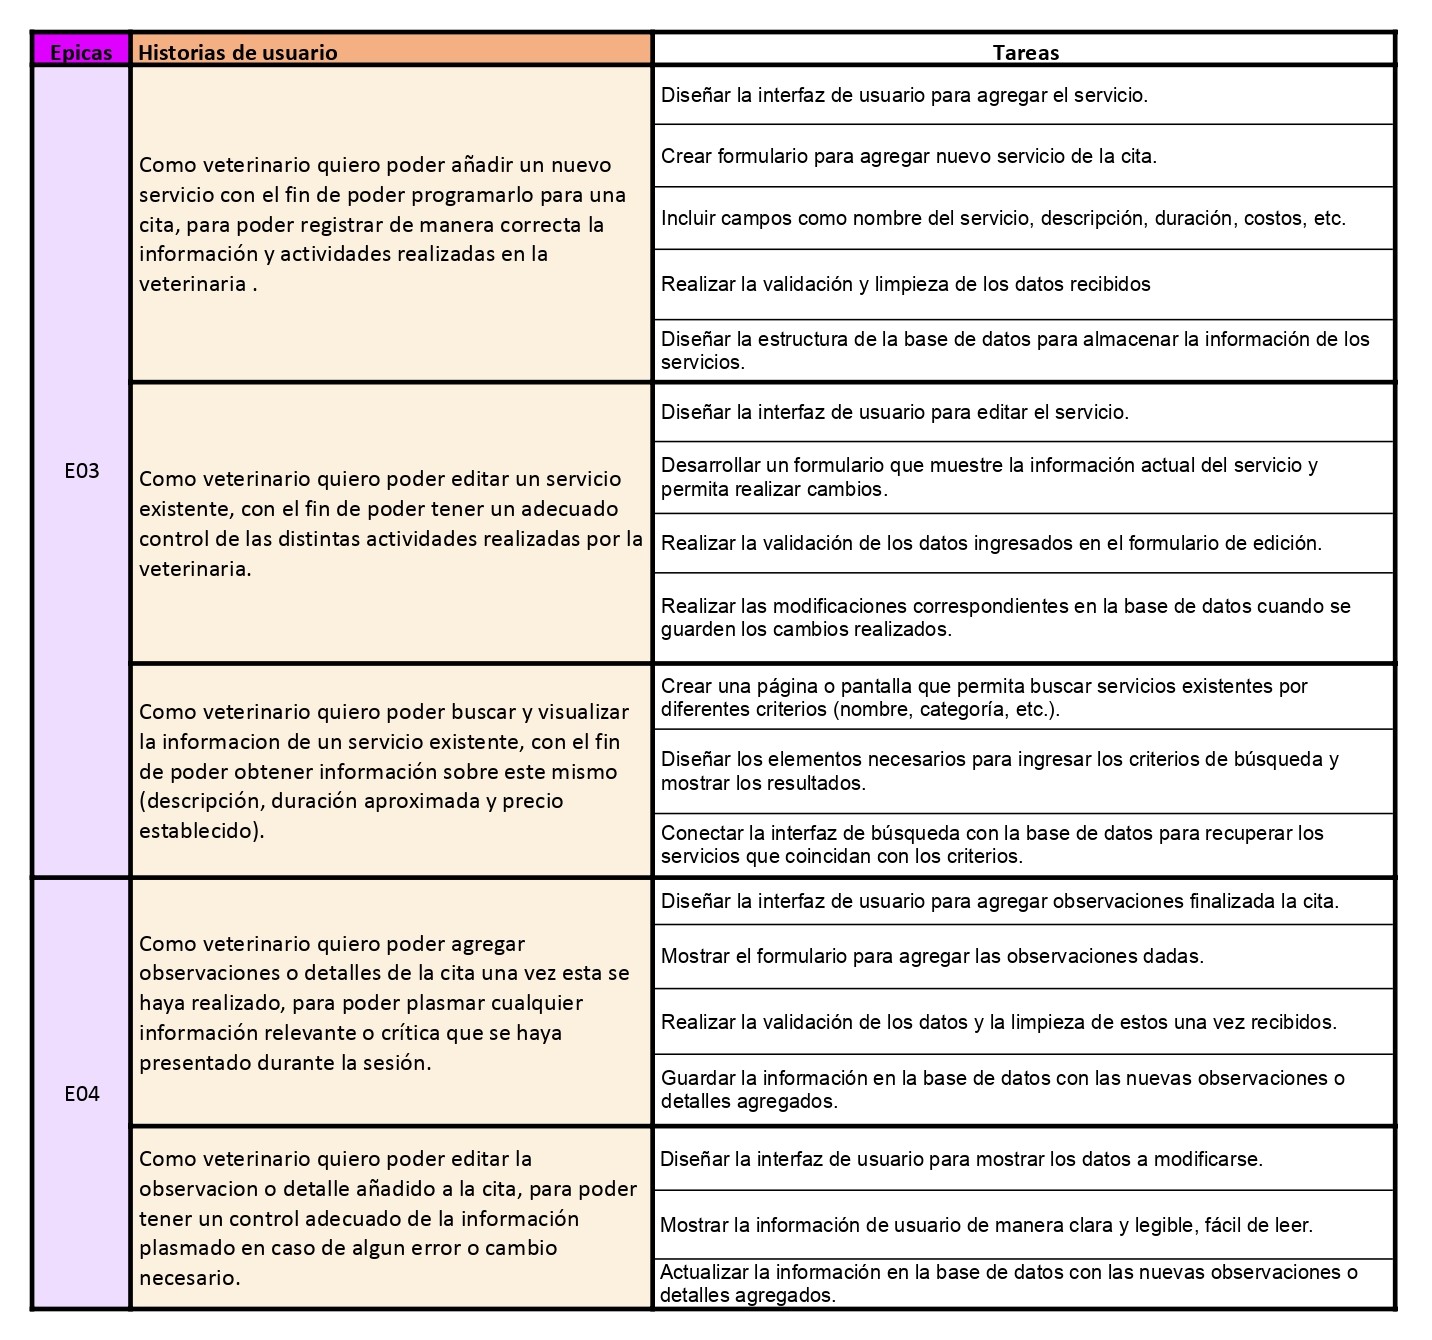 Epicas
Historias de usuario
Tareas
E03
Como veterinario quiero poder añadir un nuevo
servicio con el fin de poder programarlo para una
cita, para poder registrar de manera correcta la
información y actividades realizadas en la
veterinaria .
Diseñar la interfaz de usuario para agregar el servicio.
Crear formulario para agregar nuevo servicio de la cita.
Incluir campos como nombre del servicio, descripción, duración, costos, etc.
Realizar la validación y limpieza de los datos recibidos
Diseñar la estructura de la base de datos para almacenar la información de los
servicios.
Como veterinario quiero poder editar un servicio
existente, con el fin de poder tener un adecuado
control de las distintas actividades realizadas por la
veterinaria.
Diseñar la interfaz de usuario para editar el servicio.
Desarrollar un formulario que muestre la información actual del servicio y
permita realizar cambios.
Realizar la validación de los datos ingresados en el formulario de edición.
Realizar las modificaciones correspondientes en la base de datos cuando se
guarden los cambios realizados.
Como veterinario quiero poder buscar y visualizar
la informacion de un servicio existente, con el fin
de poder obtener información sobre este mismo
(descripción, duración aproximada y precio
establecido).
Crear una página o pantalla que permita buscar servicios existentes por
diferentes criterios (nombre, categoría, etc.).
Diseñar los elementos necesarios para ingresar los criterios de búsqueda y
mostrar los resultados.
Conectar la interfaz de búsqueda con la base de datos para recuperar los
servicios que coincidan con los criterios.
E04
Como veterinario quiero poder agregar
observaciones o detalles de la cita una vez esta se
haya realizado, para poder plasmar cualquier
información relevante o crítica que se haya
presentado durante la sesión.
Diseñar la interfaz de usuario para agregar observaciones finalizada la cita.
Mostrar el formulario para agregar las observaciones dadas.
Realizar la validación de los datos y la limpieza de estos una vez recibidos.
Guardar la información en la base de datos con las nuevas observaciones o
detalles agregados.
Como veterinario quiero poder editar la
observacion o detalle añadido a la cita, para poder
tener un control adecuado de la información
plasmado en caso de algun error o cambio
necesario.
Diseñar la interfaz de usuario para mostrar los datos a modificarse.
Mostrar la información de usuario de manera clara y legible, fácil de leer.
Actualizar la información en la base de datos con las nuevas observaciones o
detalles agregados.